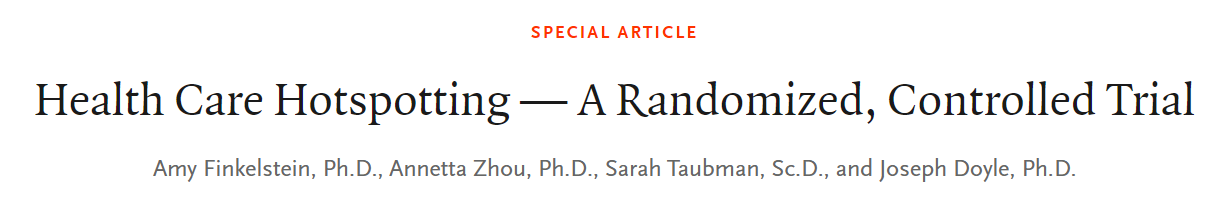 SPECIAL ARTICLE
Health Care Hotspotting — A Randomized, Controlled Trial
Amy Finkelstein, Ph.D., Annetta Zhou, Ph.D., Sarah Taubman, Sc.D., and Joseph Doyle, Ph.D.